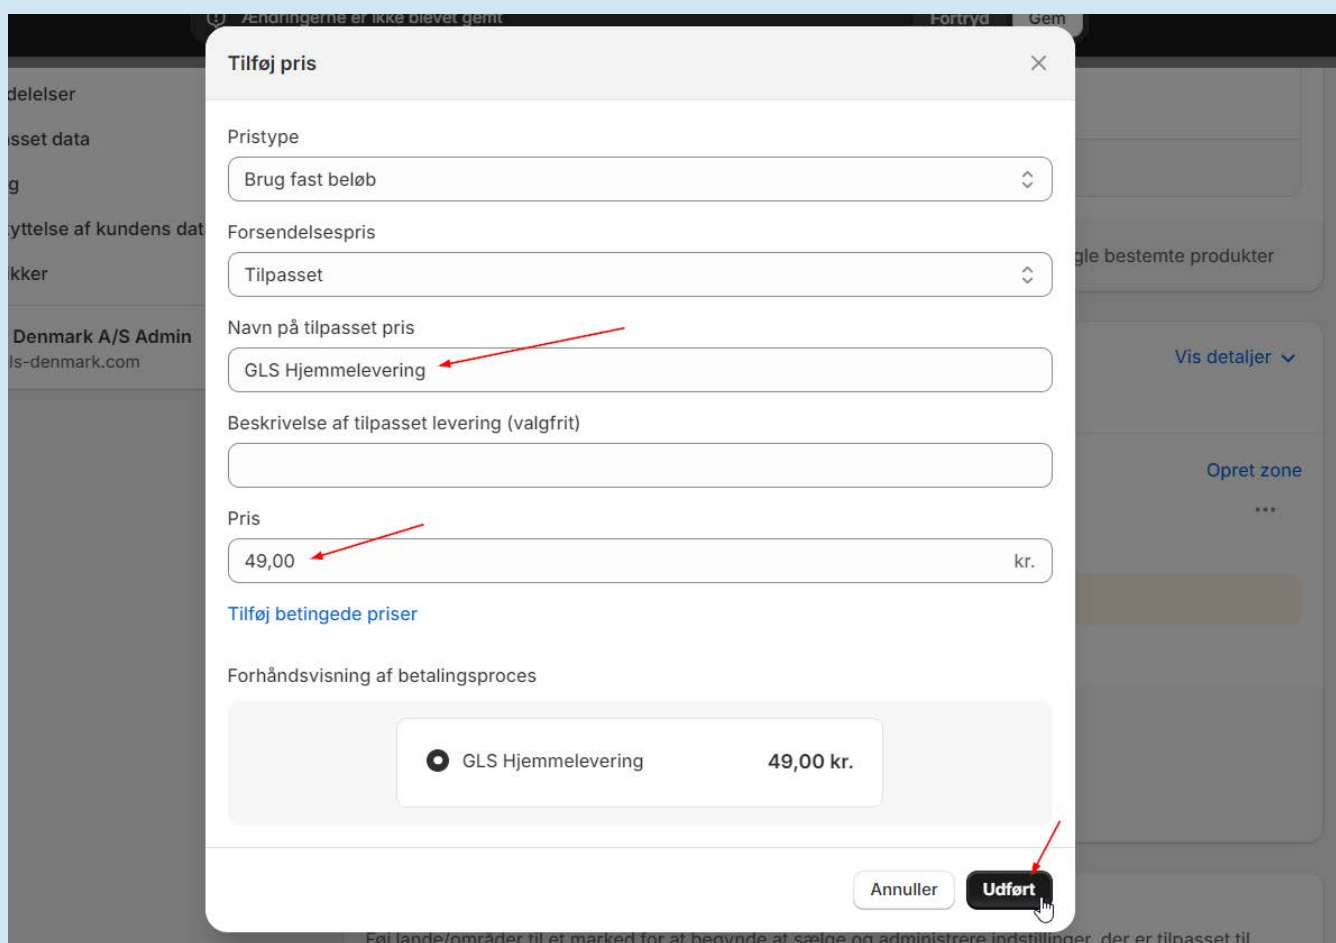 Ændringerne er ikke blevet gemt
Fortryd
Gem
Tilføj pris
delelser
sset data
g
yttelse af kundens dat
ikker
Denmark A/S Admin
ls-denmark.com
Pristype
Brug fast beløb
Forsendelsespris
Tilpasset
Navn på tilpasset pris
GLS Hjemmelevering
Beskrivelse af tilpasset levering (valgfrit)
Pris
49,00
kr.
Tilføj betingede priser
Forhåndsvisning af betalingsproces
GLS Hjemmelevering
49,00 kr.
Annuller
Udført
gle bestemte produkter
Vis detaljer
Opret zone
Føj lande/områder til et marked for at begynde at sælge og administrere indstillinger, der er tilpasset til